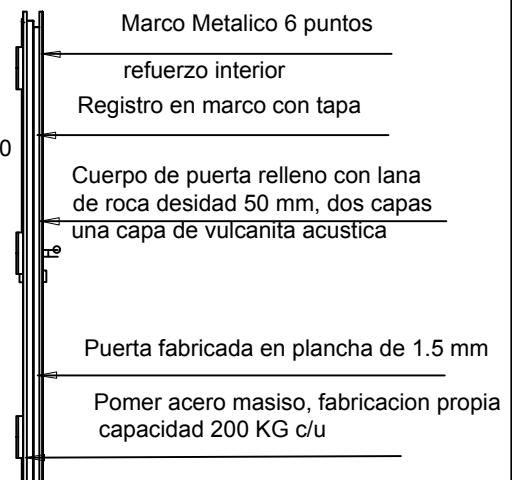 Marco Metalico 6 puntos
refuerzo interior
Registro en marco con tapa
0
Cuerpo de puerta relleno con lana
de roca desidad 50 mm, dos capas
una capa de vulcanita acustica
Puerta fabricada en plancha de 1.5 mm
Pomer acero masiso, fabricacion propia
capacidad 200 KG c/u